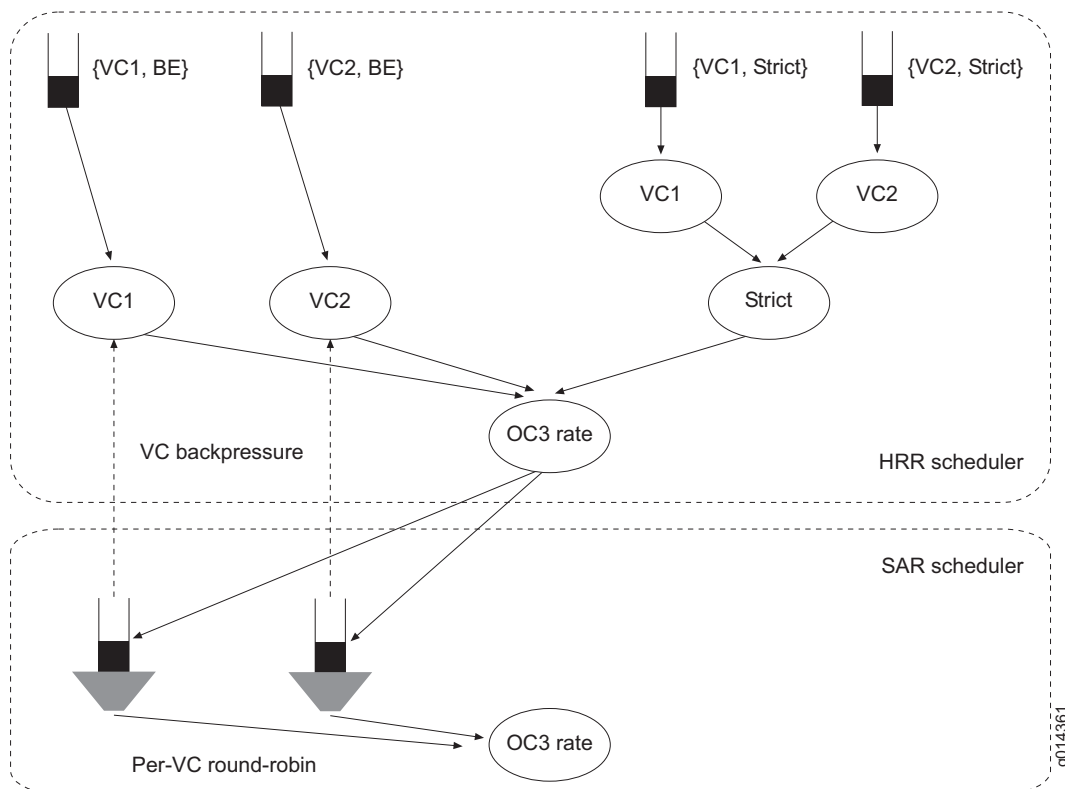 {VC1, BE}
{VC2, BE}
{VC1, Strict}
{VC2, Strict}
VC1
VC2
VC1
VC2
Strict
OC3 rate
VC backpressure
HRR scheduler
SAR scheduler
OC3 rate
Per-VC round-robin
g014361